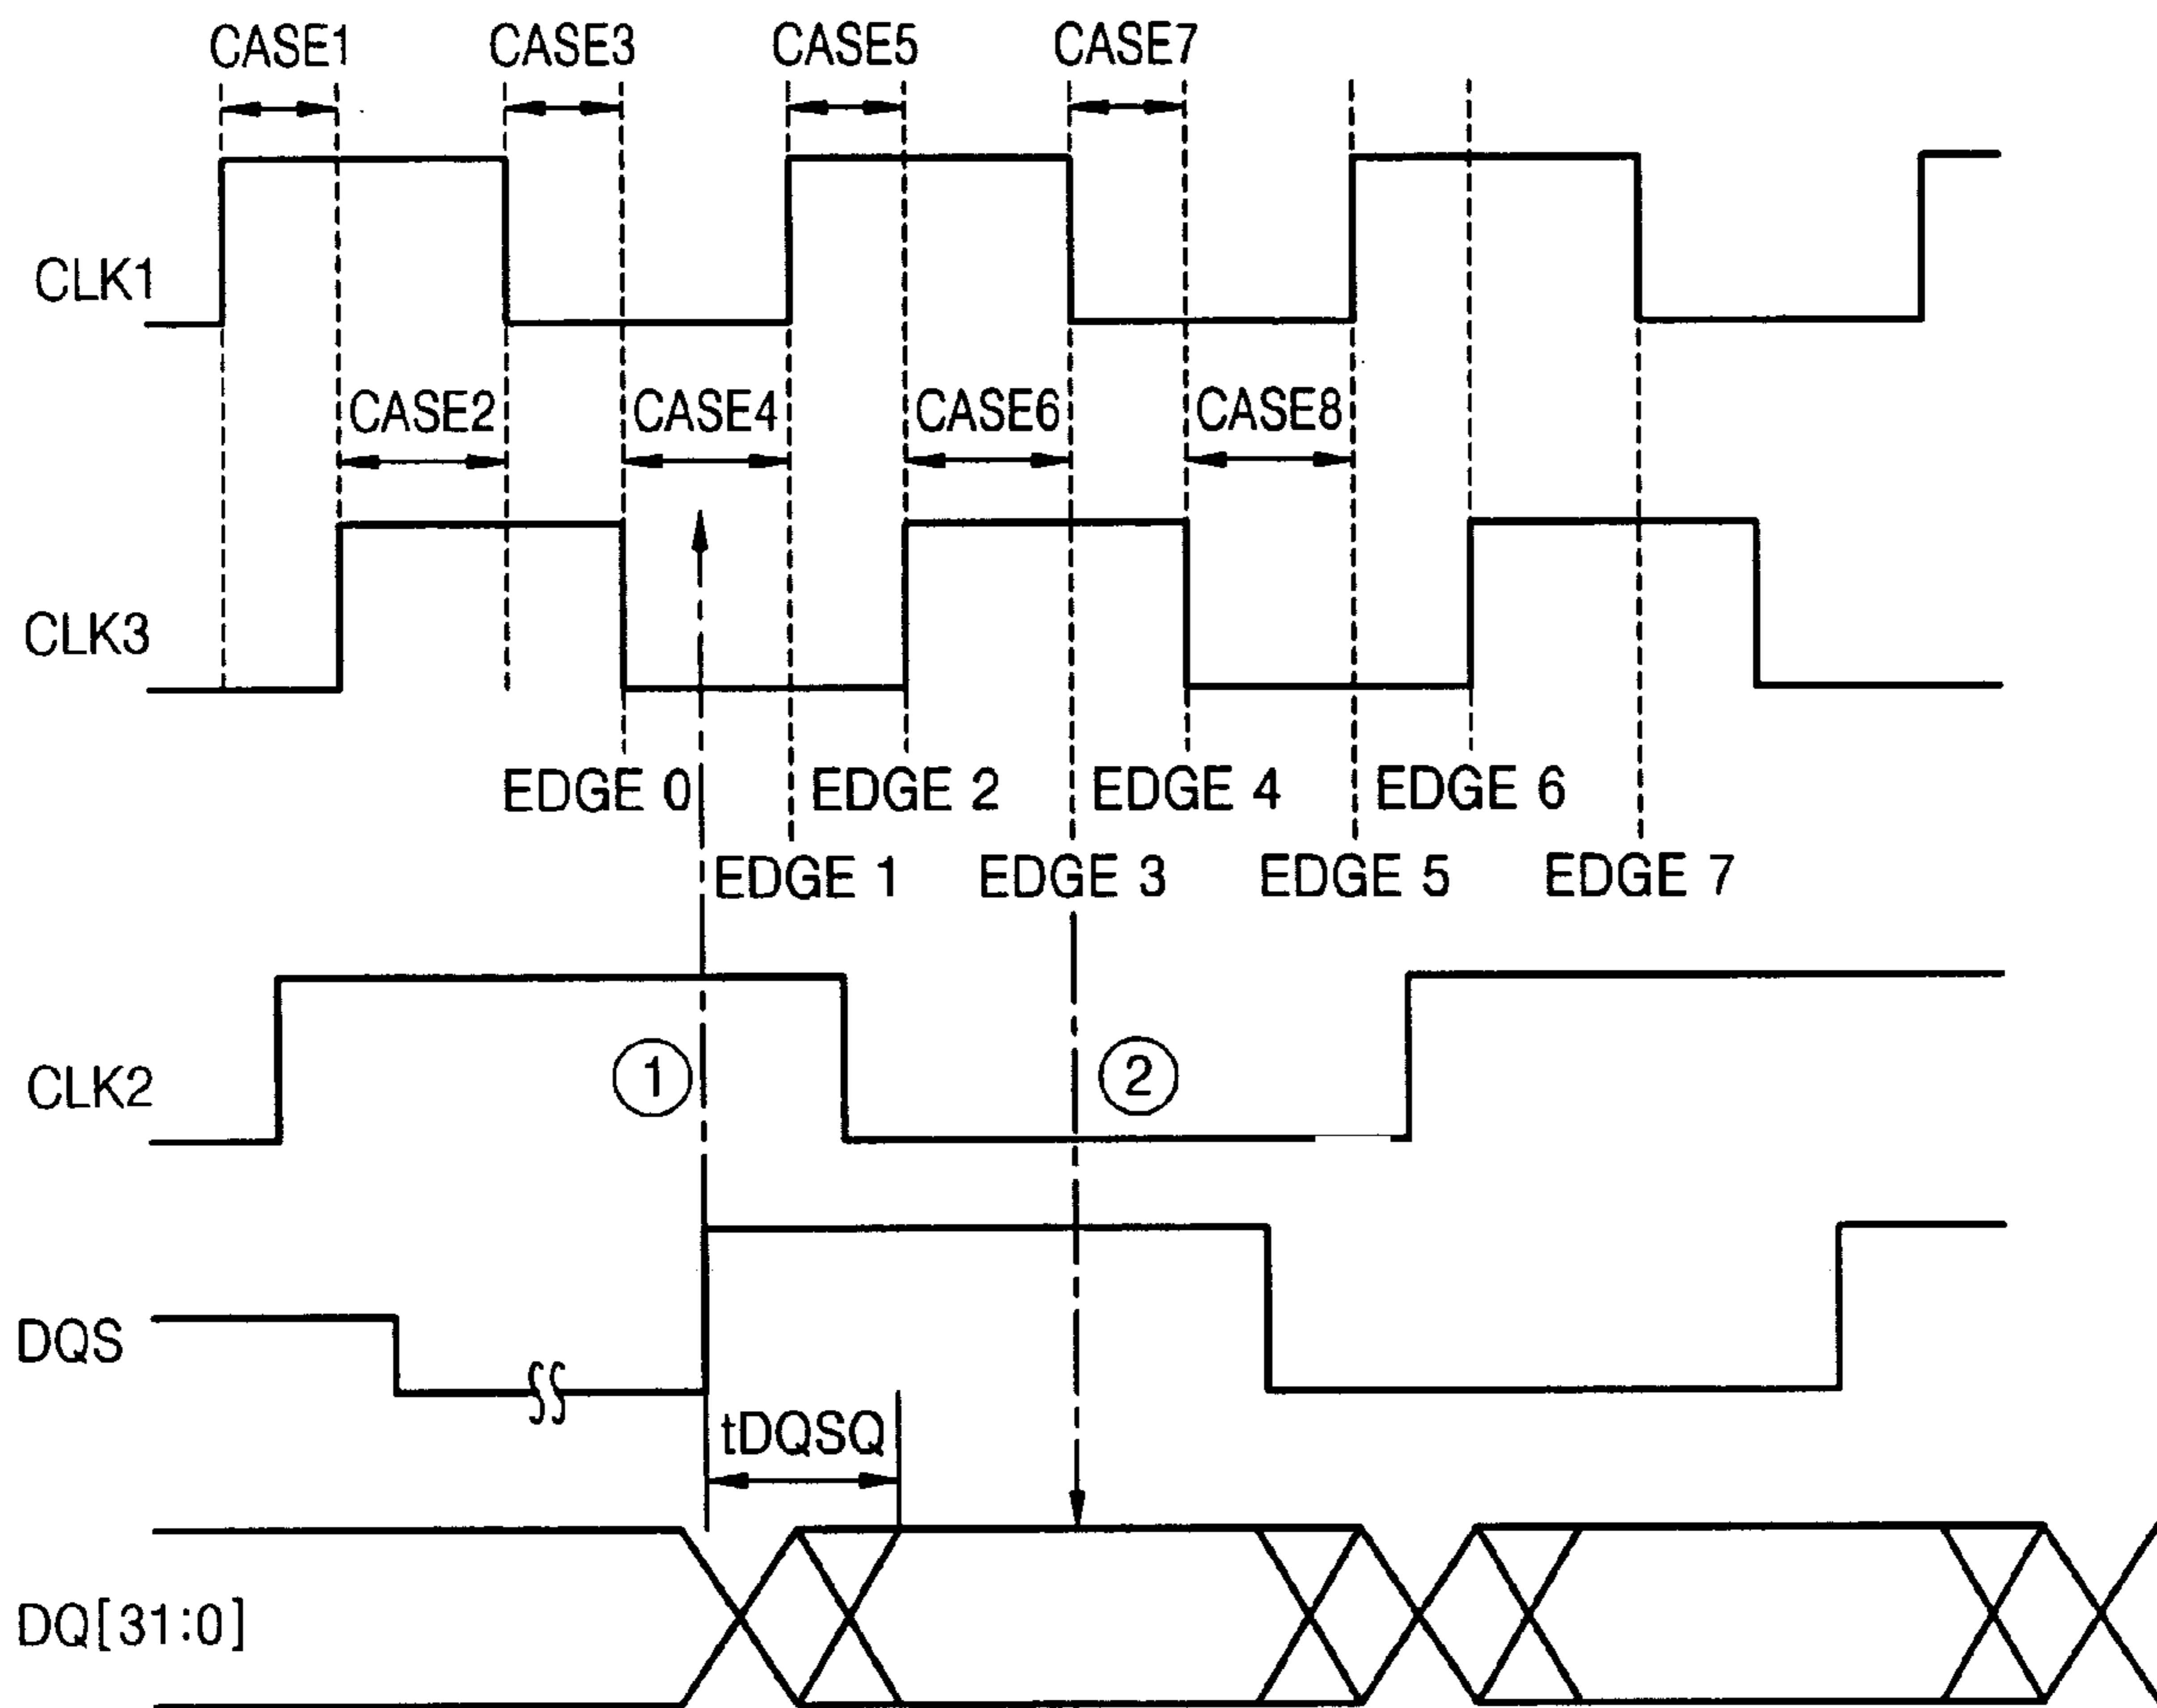 CASE1 CASE3 CASE5 CASE7
CLK1
CASE2 CASE4 CASE6 CASE8
CLK3
EDGE 0 EDGE 2 EDGE 4 EDGE 6
EDGE 1 EDGE 3 EDGE 5 EDGE 7
CLK2 1 2
DQS
tDQSQ
DQ[31:0]